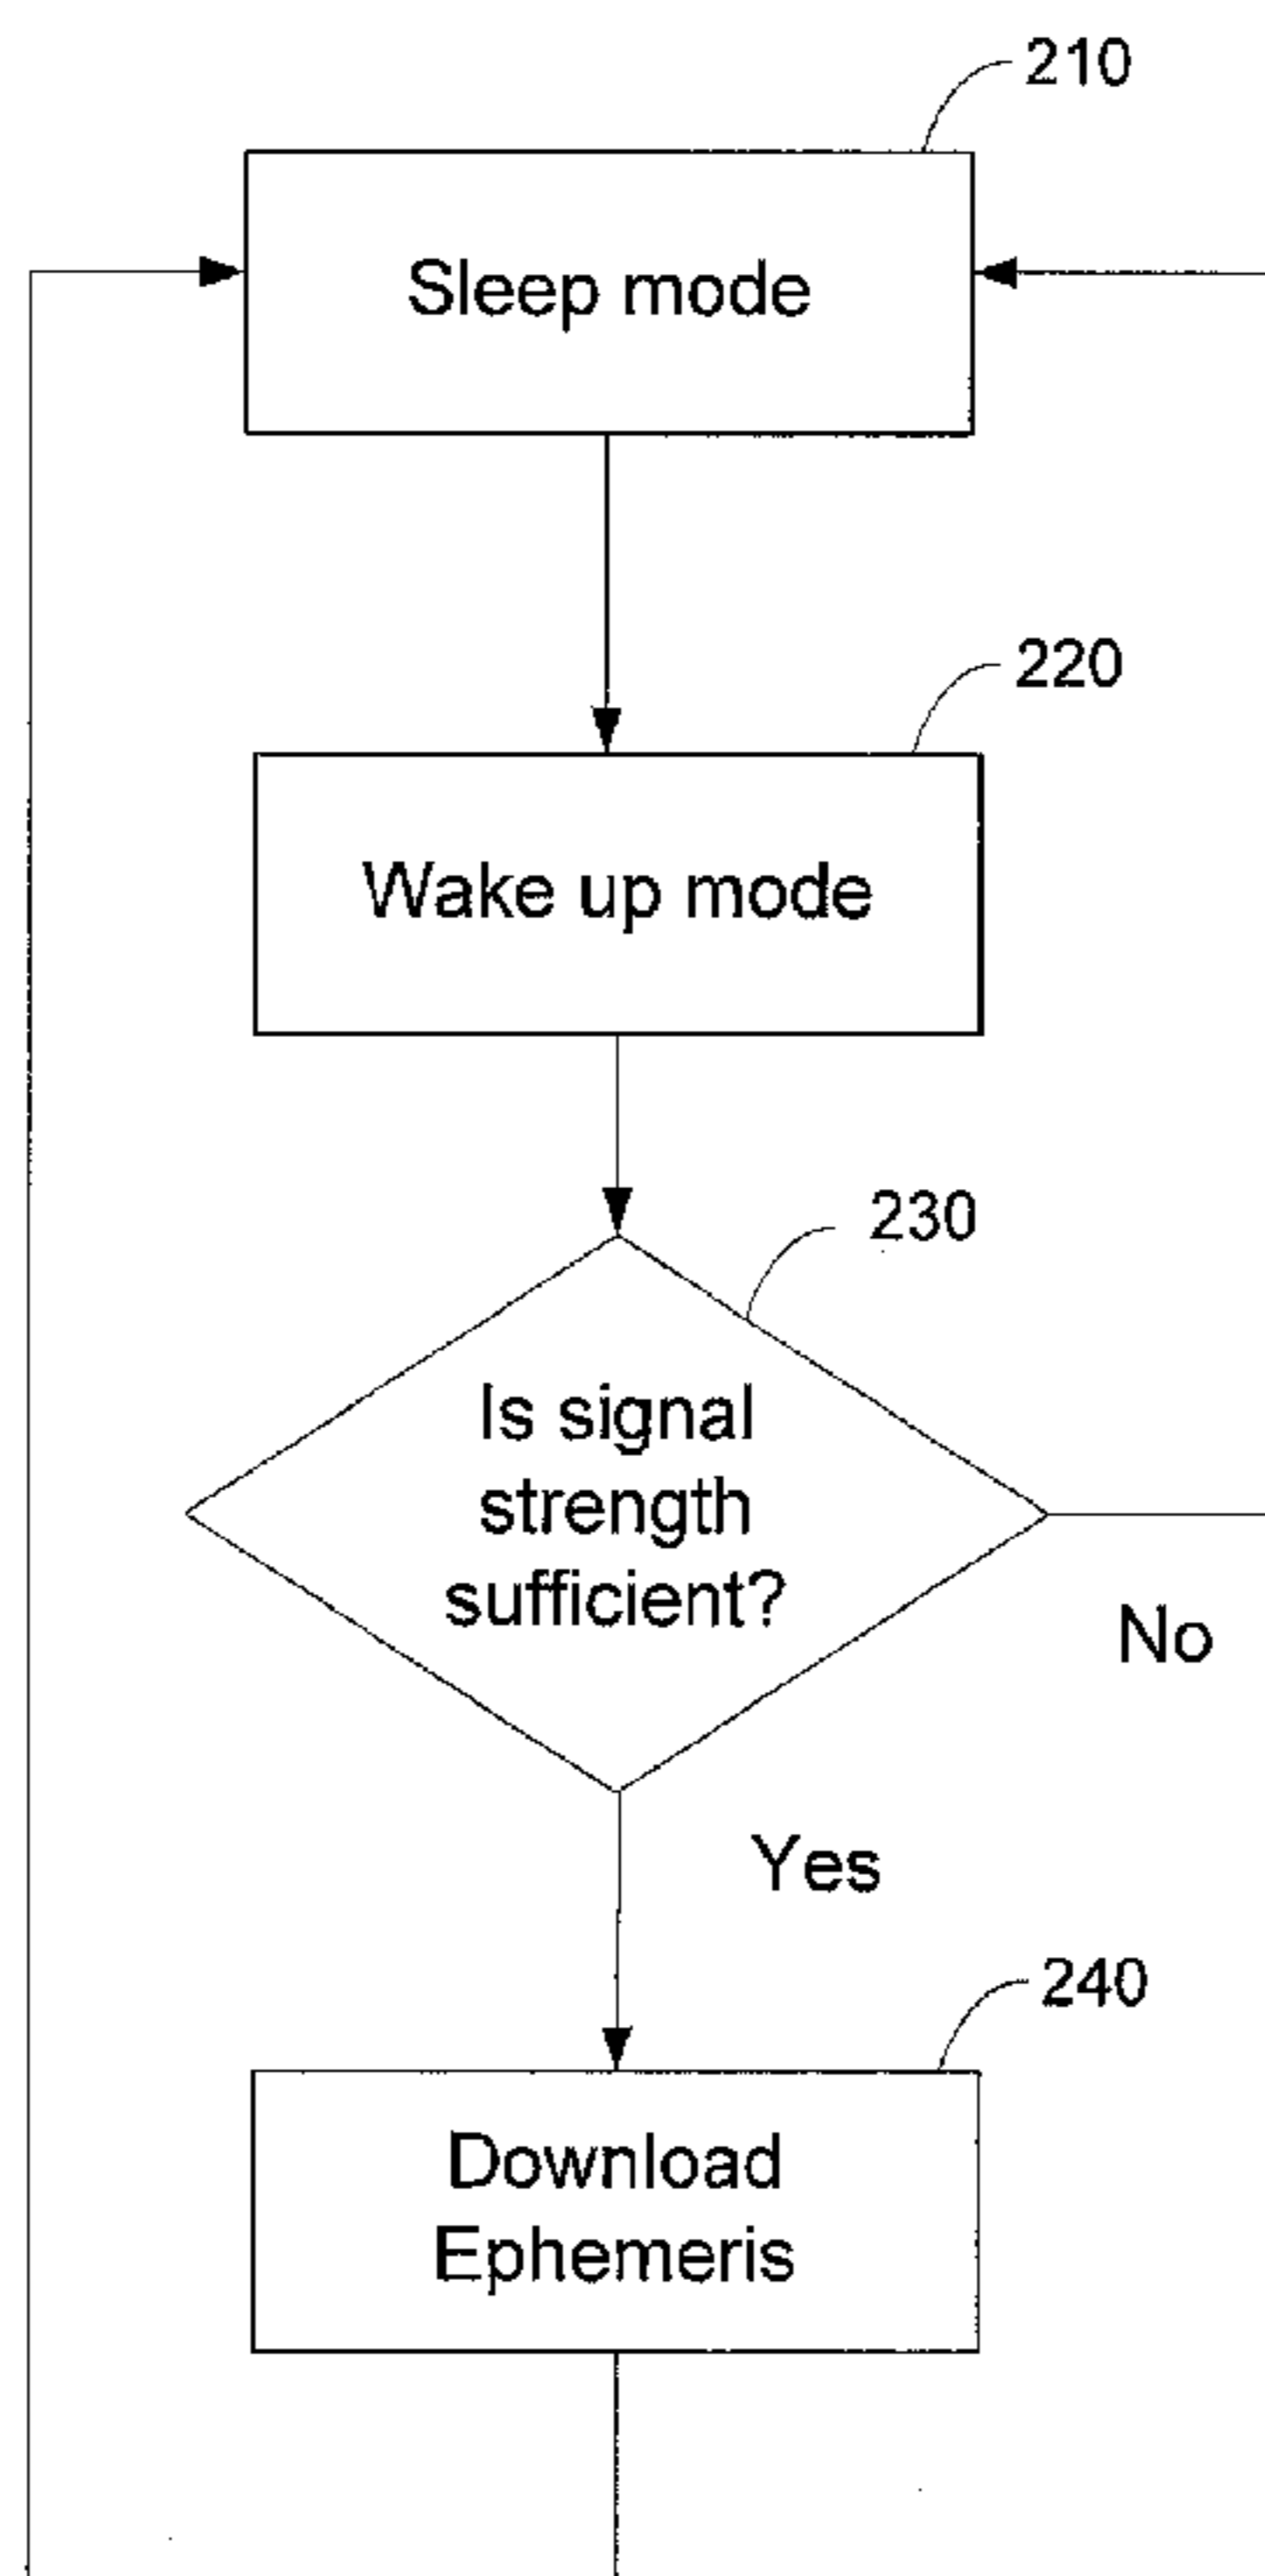 210
Sleep mode
220
Wake up mode
230
Is signal
strength
sufficient?
No
Yes
240
Download
Ephemeris